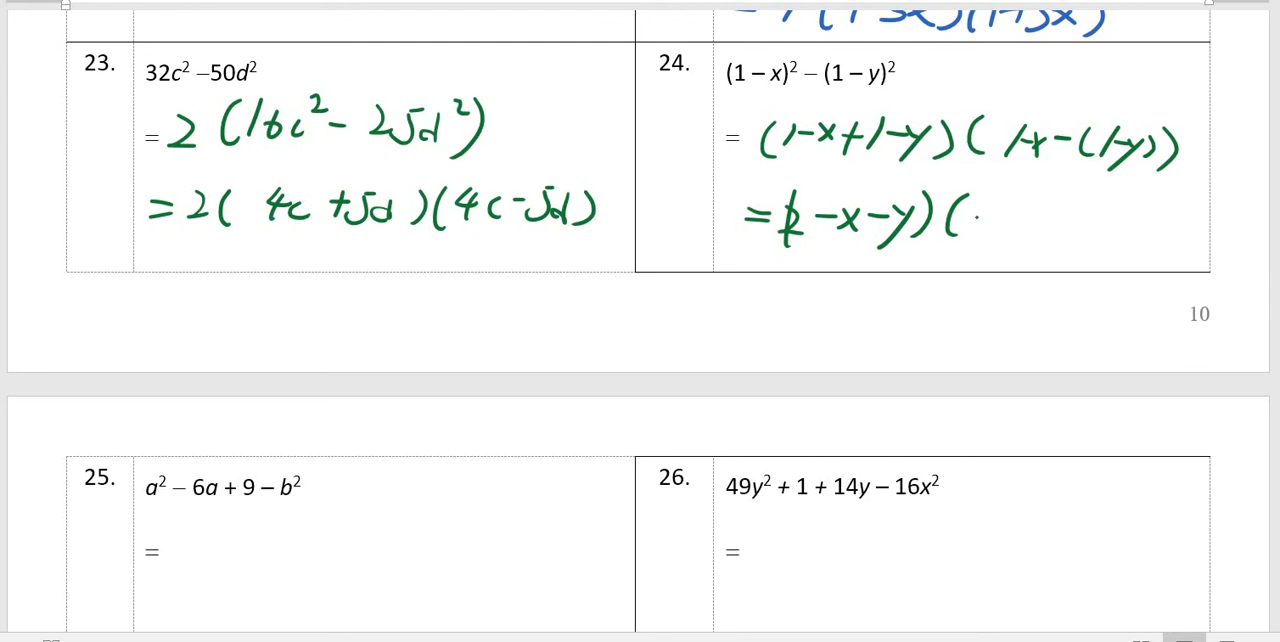 23. 32c² –50d²
= 2 (16c² - 25d²)
= 2( 4c +5d )(4c-5d)
24. (1 – x)² – (1 – y)²
= (1-x+1-y)( 1-x-(1-y))
=(2-x-y)(
10
25. a² – 6a + 9 – b²
=
26. 49y² + 1 + 14y – 16x²
=